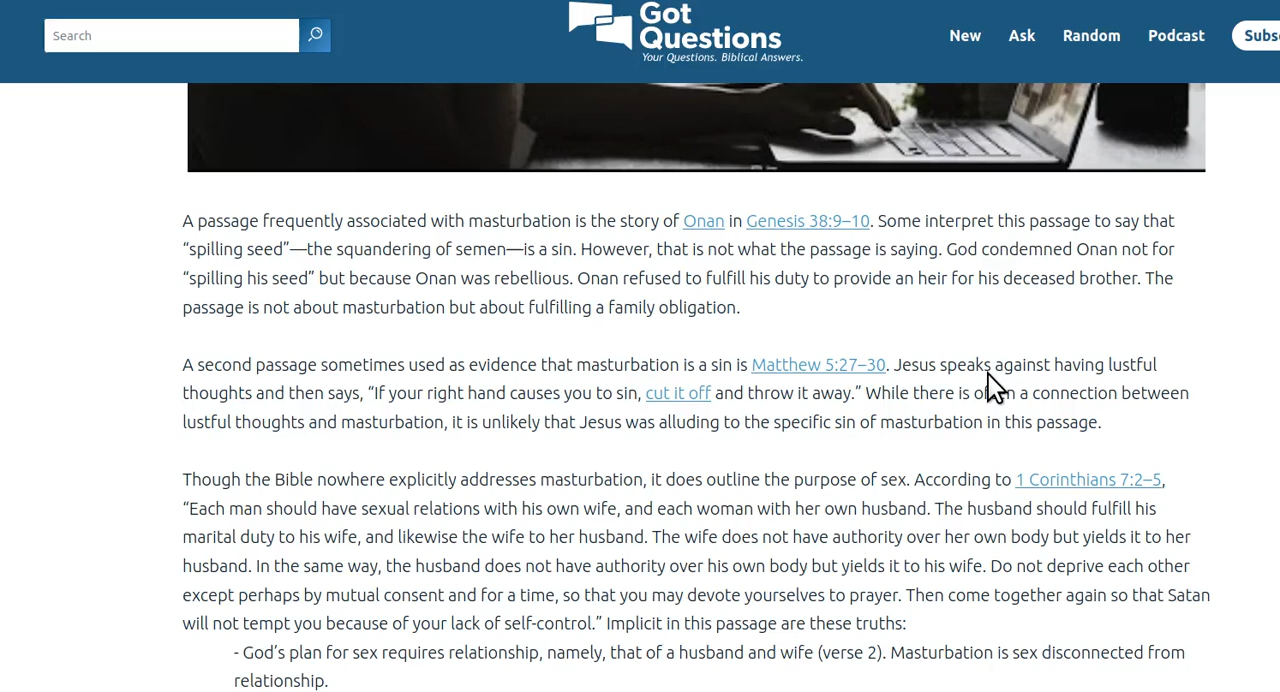 Search
Got
Questions
Your Questions. Biblical Answers.
New
Ask
Random
Podcast
A passage frequently associated with masturbation is the story of Onan in Genesis 38:9–10. Some interpret this passage to say that
“spilling seed”—the squandering of semen—is a sin. However, that is not what the passage is saying. God condemned Onan not for
“spilling his seed” but because Onan was rebellious. Onan refused to fulfill his duty to provide an heir for his deceased brother. The
passage is not about masturbation but about fulfilling a family obligation.
A second passage sometimes used as evidence that masturbation is a sin is Matthew 5:27–30. Jesus speaks against having lustful
thoughts and then says, “If your right hand causes you to sin, cut it off and throw it away.” While there is often a connection between
lustful thoughts and masturbation, it is unlikely that Jesus was alluding to the specific sin of masturbation in this passage.
Though the Bible nowhere explicitly addresses masturbation, it does outline the purpose of sex. According to 1 Corinthians 7:2–5,
“Each man should have sexual relations with his own wife, and each woman with her own husband. The husband should fulfill his
marital duty to his wife, and likewise the wife to her husband. The wife does not have authority over her own body but yields it to her
husband. In the same way, the husband does not have authority over his own body but yields it to his wife. Do not deprive each other
except perhaps by mutual consent and for a time, so that you may devote yourselves to prayer. Then come together again so that Satan
will not tempt you because of your lack of self-control.” Implicit in this passage are these truths:
- God’s plan for sex requires relationship, namely, that of a husband and wife (verse 2). Masturbation is sex disconnected from
relationship.